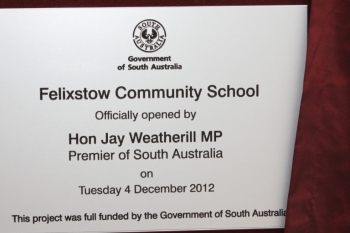 SOUTH
AUSTRALIA
Government
of South Australia
Felixstow Community School
Officially opened by
Hon Jay Weatherill MP
Premier of South Australia
on
Tuesday 4 December 2012
This project was full funded by the Government of South Australia